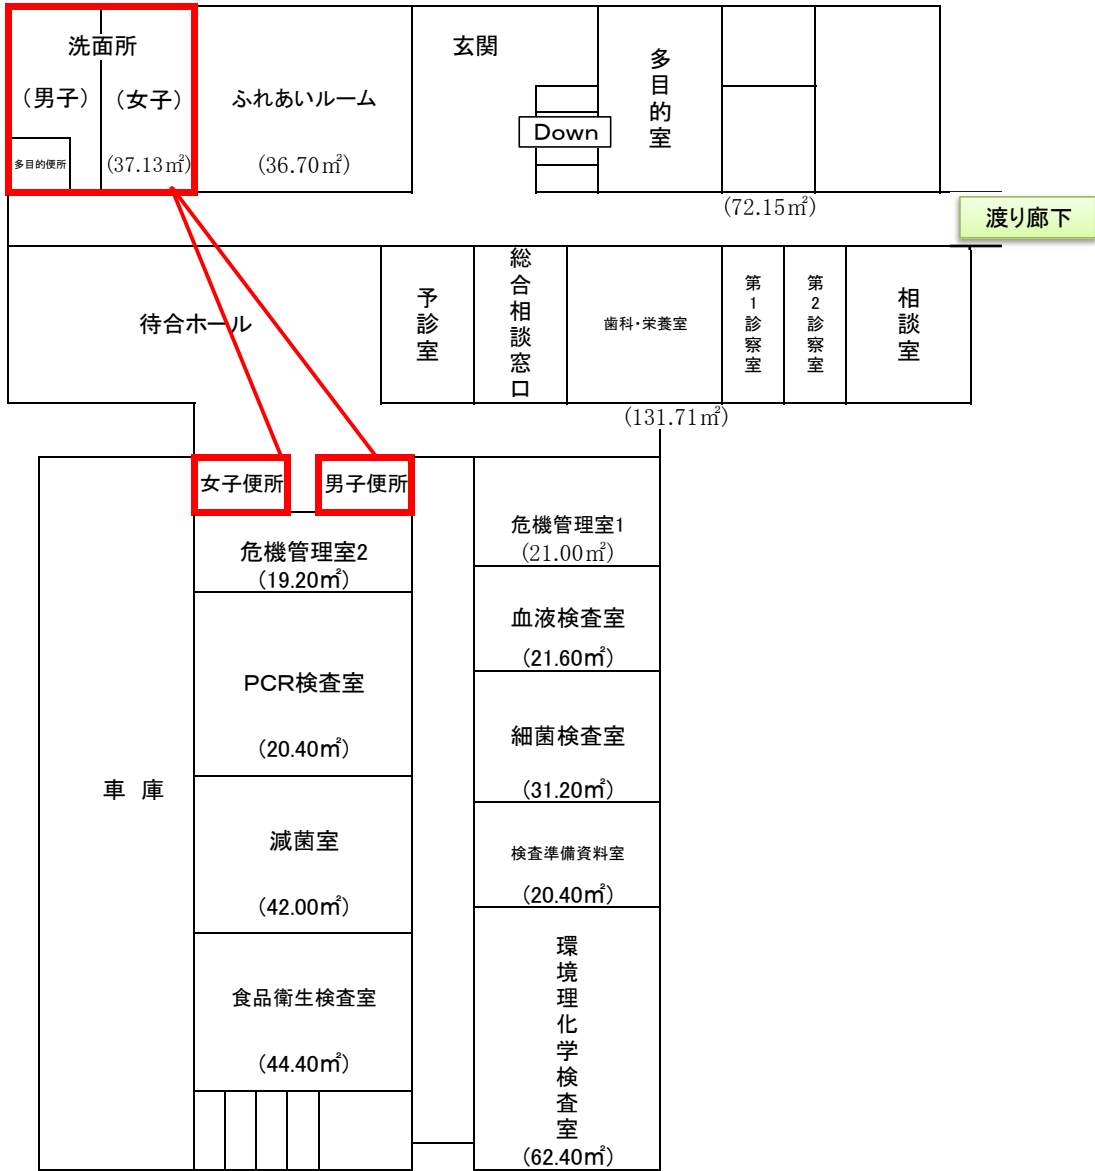 洗面所
（男子）
（女子）
多目的便所
(37.13㎡)
ふれあいルーム
(36.70㎡)
玄関
Down
多目的室
(72.15㎡)
渡り廊下
待合ホール
予診室
総合相談窓口
歯科・栄養室
第1診察室
第2診察室
相談室
(131.71㎡)
女子便所
男子便所
危機管理室2
(19.20㎡)
PCR検査室
(20.40㎡)
車 庫
減菌室
(42.00㎡)
食品衛生検査室
(44.40㎡)
危機管理室1
(21.00㎡)
血液検査室
(21.60㎡)
細菌検査室
(31.20㎡)
検査準備資料室
(20.40㎡)
環境理化学検査室
(62.40㎡)